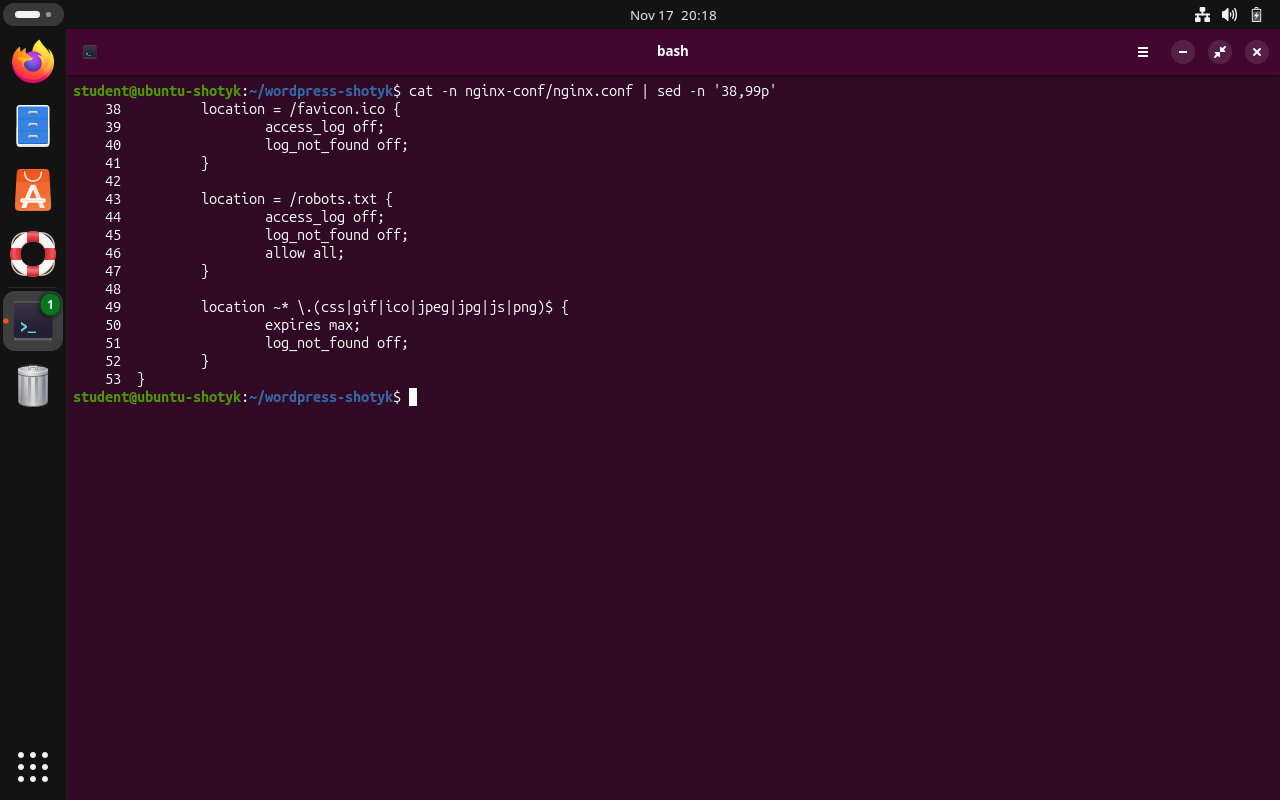 Nov 17 20:18
bash
student@ubuntu-shotyk:~/wordpress-shotyk$ cat -n nginx-conf/nginx.conf | sed -n '38,99p'
    38          location = /favicon.ico {
    39                  access_log off;
    40                  log_not_found off;
    41          }
    42
    43          location = /robots.txt {
    44                  access_log off;
    45                  log_not_found off;
    46                  allow all;
    47          }
    48
    49          location ~* \.(css|gif|ico|jpeg|jpg|js|png)$ {
    50                  expires max;
    51                  log_not_found off;
    52          }
    53  }
student@ubuntu-shotyk:~/wordpress-shotyk$
1